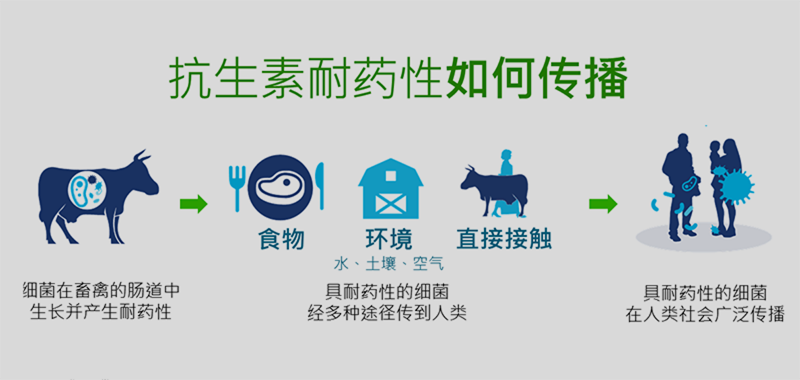 抗生素耐药性如何传播
食物
环境
直接接触
水、土壤、空气
细菌在畜禽的肠道中
生长并产生耐药性
具耐药性的细菌
经多种途径传到人类
具耐药性的细菌
在人类社会广泛传播